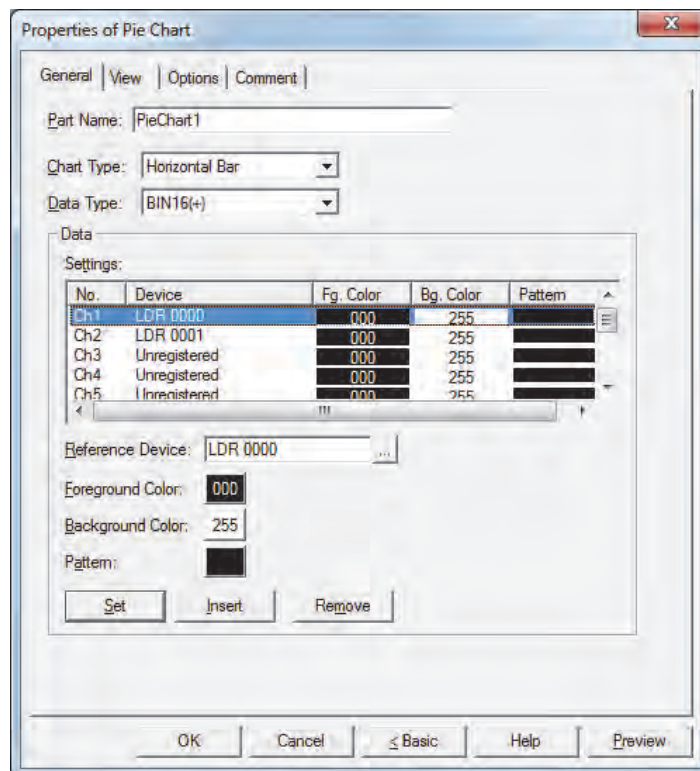 Properties of Pie Chart
General View Options Comment
Part Name: PieChart1
Chart Type: Horizontal Bar
Data Type: BIN16(+)
Data
Settings:
No. Device Fg. Color Bg. Color Pattern
Ch1 LDR 0000 000 255
Ch2 LDR 0001 000 255
Ch3 Unregistered 000 255
Ch4 Unregistered 000 255
Ch5 Unregistered 000 255
Reference Device: LDR 0000 ...
Foreground Color: 000
Background Color: 255
Pattern:
Set Insert Remove
OK Cancel < Basic Help Preview